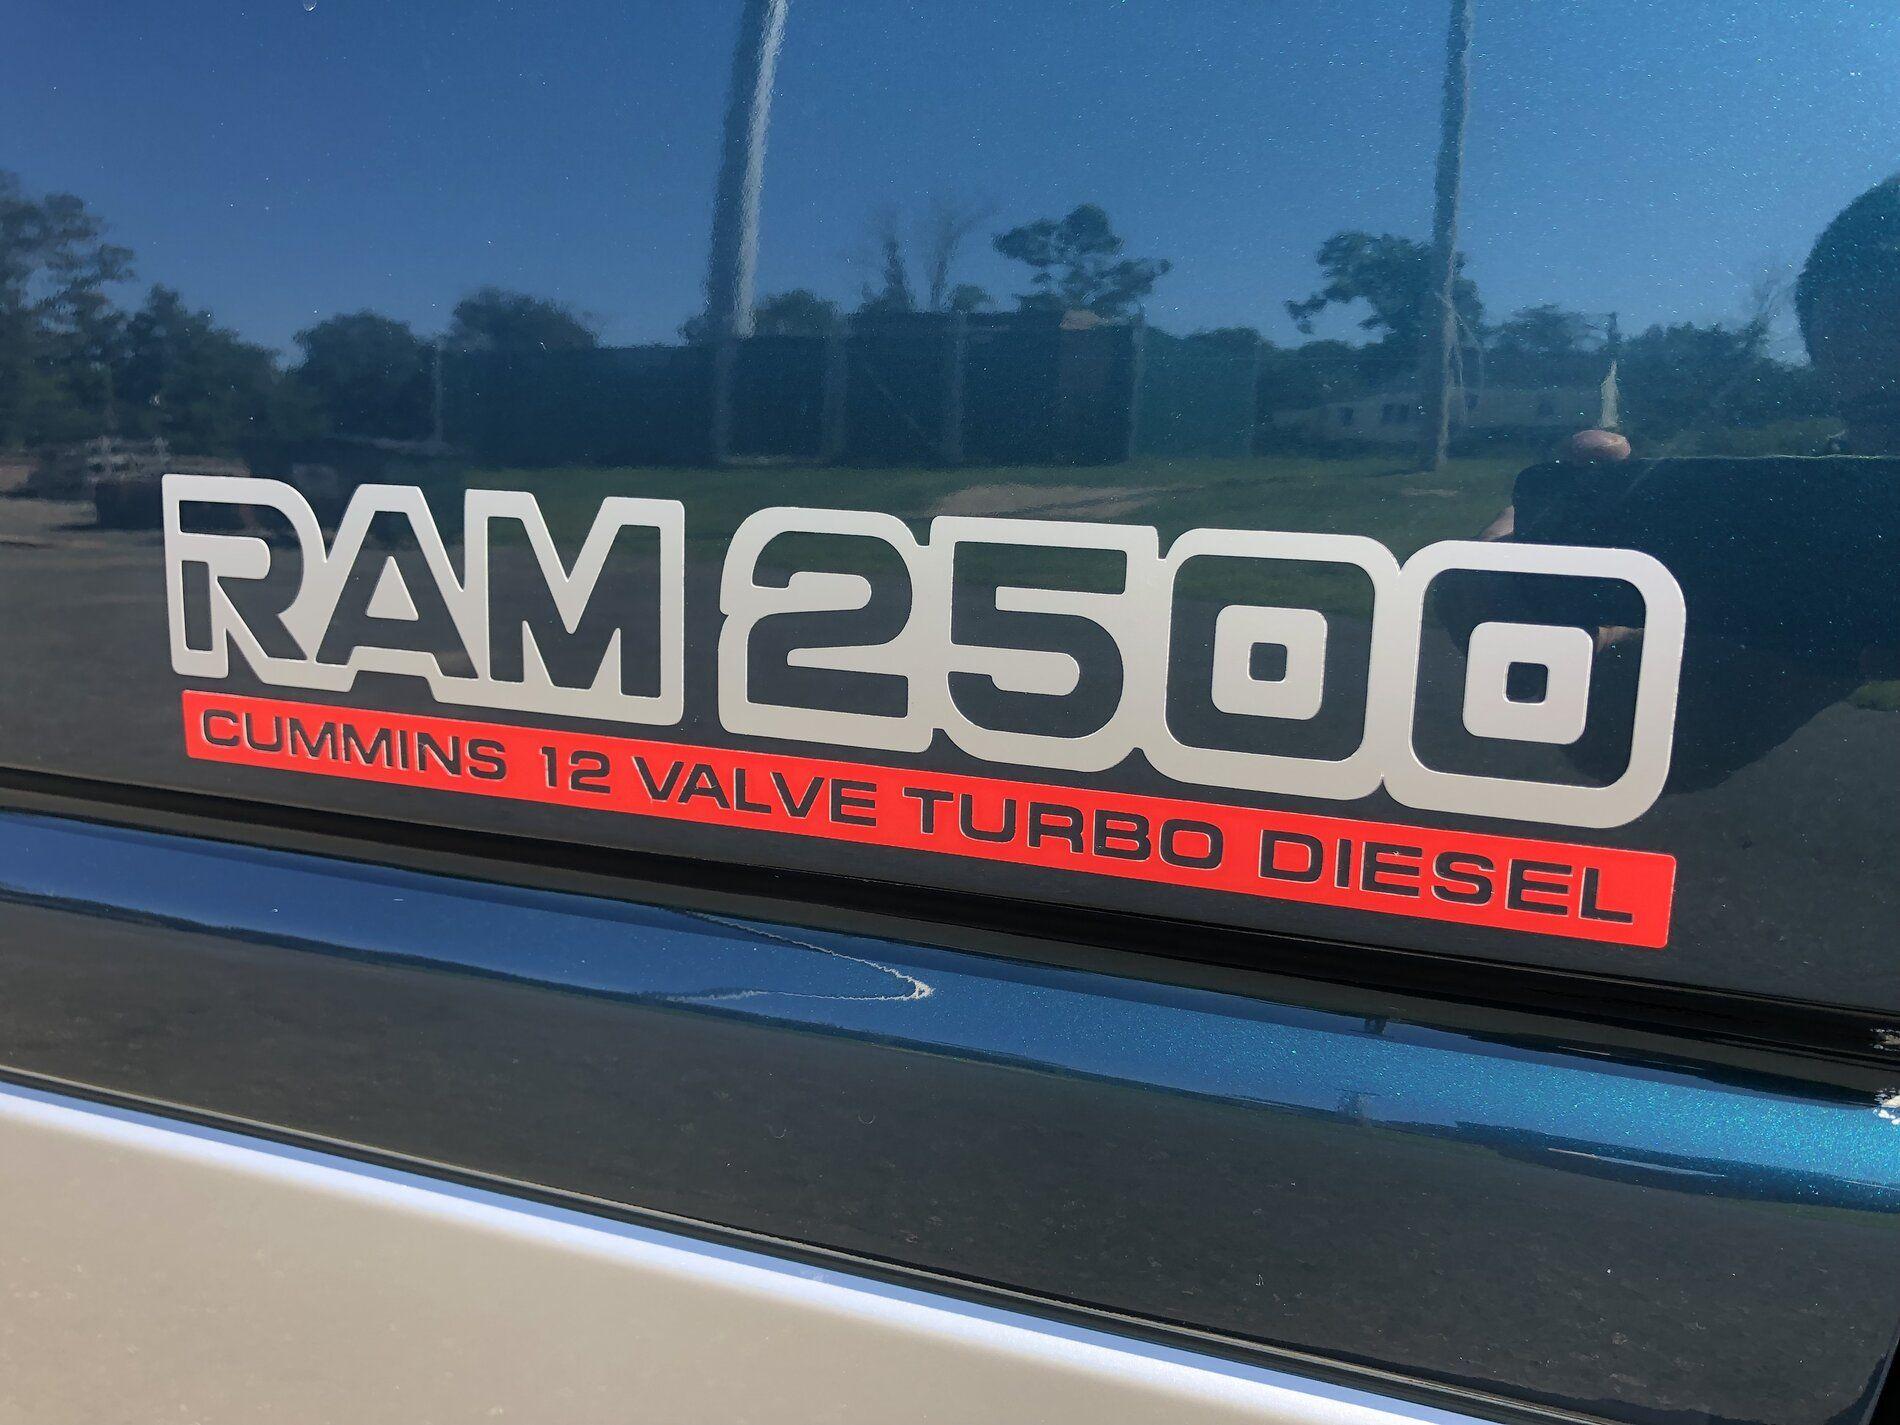 RAM 2500
CUMMINS 12 VALVE TURBO DIESEL